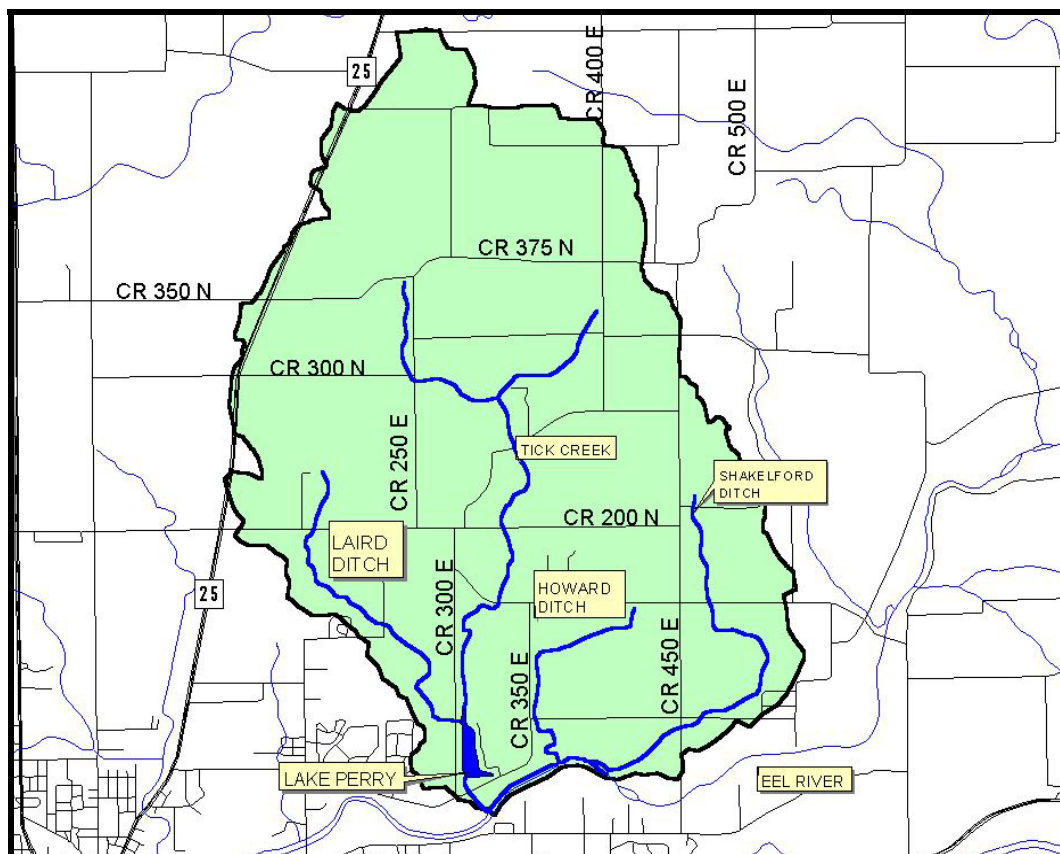 25
CR 400 E
CR 500 E
CR 375 N
CR 350 N
CR 300 N
CR 250 E
TICK CREEK
SHAKELFORD
DITCH
CR 200 N
LAIRD
DITCH
HOWARD
DITCH
25
CR 300 E
CR 350 E
CR 450 E
LAKE PERRY
EEL RIVER